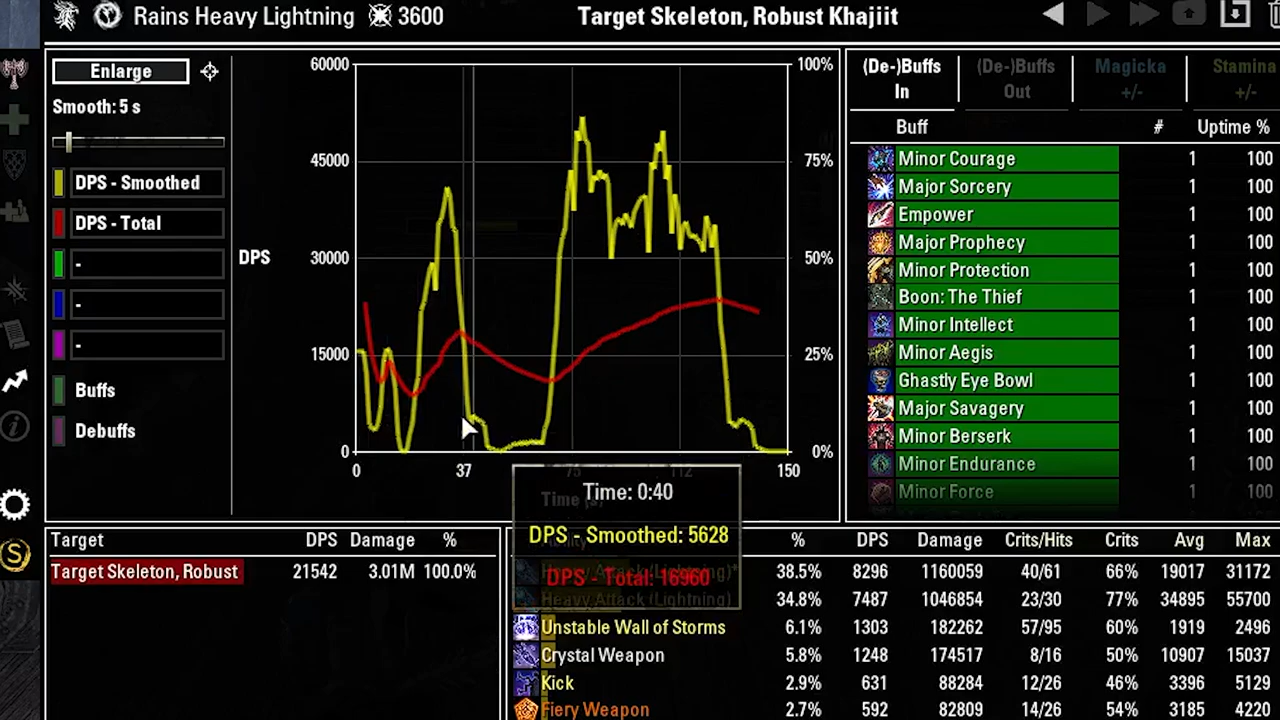 Rains Heavy Lightning 3600 Target Skeleton, Robust Khajiit
Enlarge
Smooth: 5 s
DPS - Smoothed
DPS - Total
-
-
-
Buffs
Debuffs
DPS
60000
45000
30000
15000
0
100%
75%
50%
25%
0%
0 37 75 112 150
Time (s)
Time: 0:40
DPS - Smoothed: 5628
DPS - Total: 16960
(De-)Buffs In (De-)Buffs Out Magicka +/- Stamina +/-
Buff # Uptime %
Minor Courage 1 100
Major Sorcery 1 100
Empower 1 100
Major Prophecy 1 100
Minor Protection 1 100
Boon: The Thief 1 100
Minor Intellect 1 100
Minor Aegis 1 100
Ghastly Eye Bowl 1 100
Major Savagery 1 100
Minor Berserk 1 100
Minor Endurance 1 100
Minor Force 1 100
Target DPS Damage %
Target Skeleton, Robust 21542 3.01M 100.0%
% DPS Damage Crits/Hits Crits Avg Max
Heavy Attack (Lightning)* 38.5% 8296 1160059 40/61 66% 19017 31172
Heavy Attack (Lightning) 34.8% 7487 1046854 23/30 77% 34895 55700
Unstable Wall of Storms 6.1% 1303 182262 57/95 60% 1919 2496
Crystal Weapon 5.8% 1248 174517 8/16 50% 10907 15037
Kick 2.9% 631 88284 12/26 46% 3396 5129
Fiery Weapon 2.7% 592 82809 14/26 54% 3185 4220